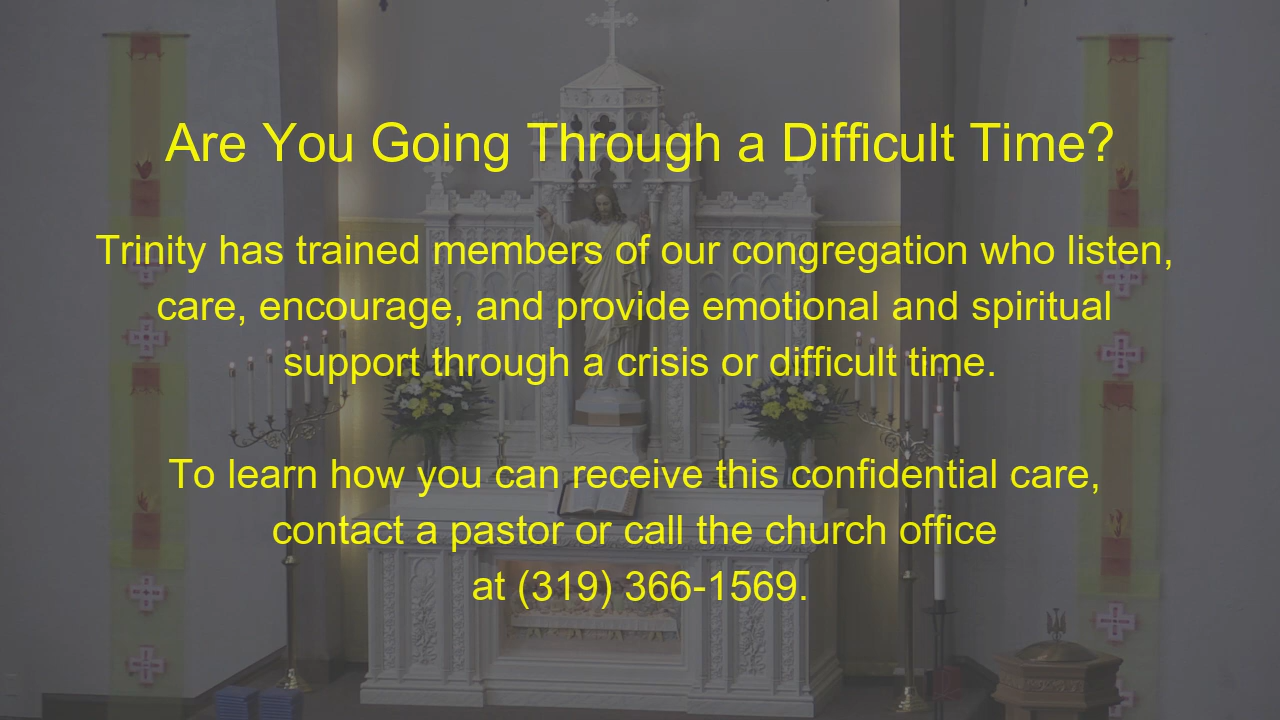 Are You Going Through a Difficult Time?
Trinity has trained members of our congregation who listen,
care, encourage, and provide emotional and spiritual
support through a crisis or difficult time.
To learn how you can receive this confidential care,
contact a pastor or call the church office
at (319) 366-1569.